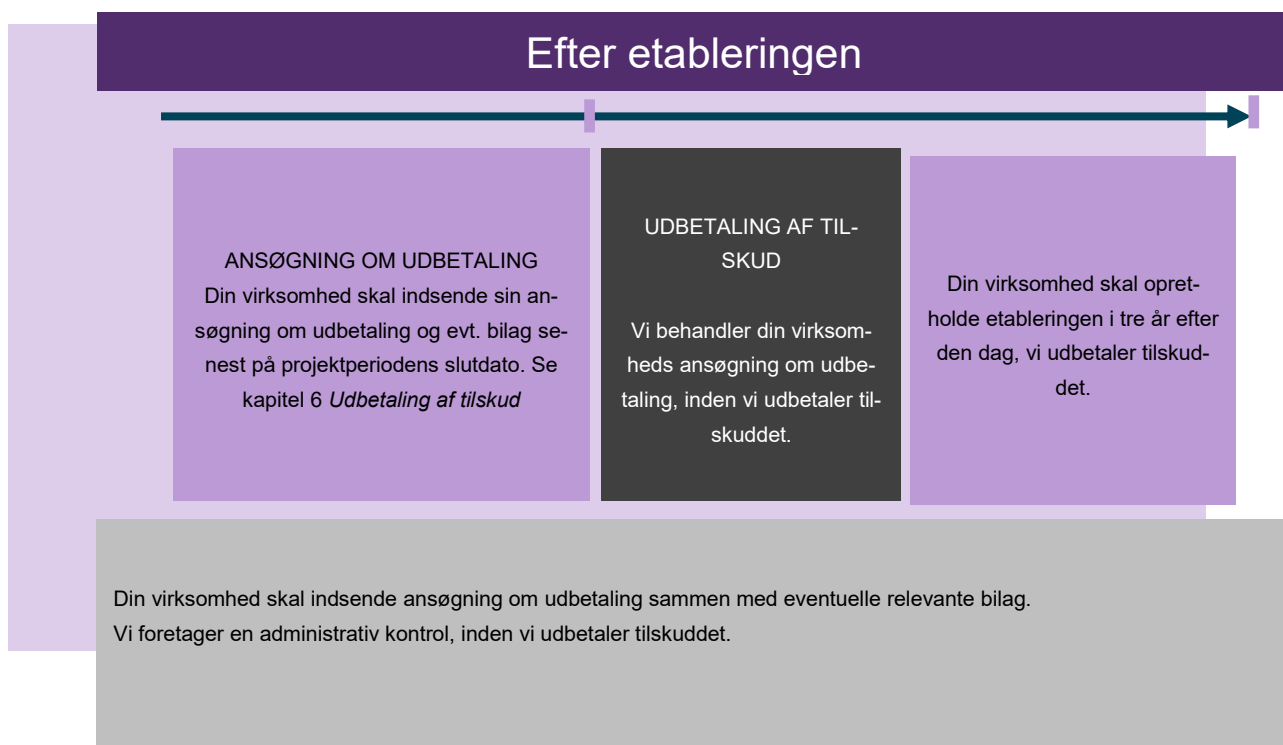 Efter etableringen
ANSØGNING OM UDBETALING
Din virksomhed skal indsende sin an-
søgning om udbetaling og evt. bilag se-
nest på projektperiodens slutdato. Se
kapitel 6 Udbetaling af tilskud
UDBETALING AF TIL-
SKUD
Vi behandler din virksom-
heds ansøgning om udbe-
taling, inden vi udbetaler til-
skuddet.
Din virksomhed skal opret-
holde etableringen i tre år efter
den dag, vi udbetaler tilskud-
det.
Din virksomhed skal indsende ansøgning om udbetaling sammen med eventuelle relevante bilag.
Vi foretager en administrativ kontrol, inden vi udbetaler tilskuddet.